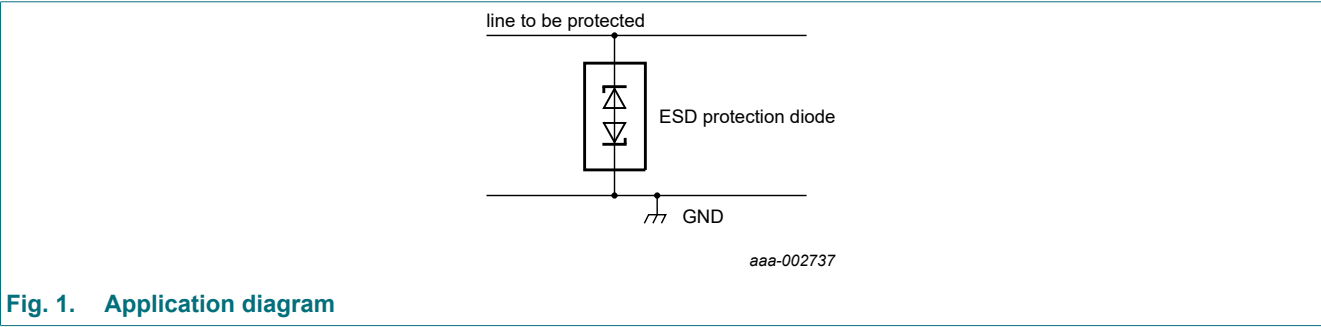 line to be protected
ESD protection diode
GND
aaa-002737
Fig. 1. Application diagram